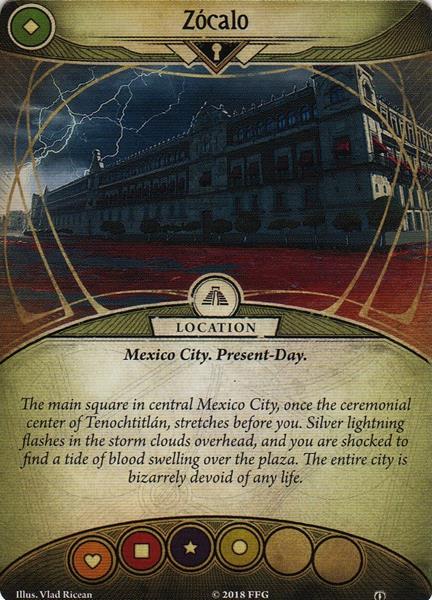 Zócalo
LOCATION
Mexico City. Present-Day.
The main square in central Mexico City, once the ceremonial
center of Tenochtitlán, stretches before you. Silver lightning
flashes in the storm clouds overhead, and you are shocked to
find a tide of blood swelling over the plaza. The entire city is
bizarrely devoid of any life.
Illus. Vlad Ricean
© 2018 FFG